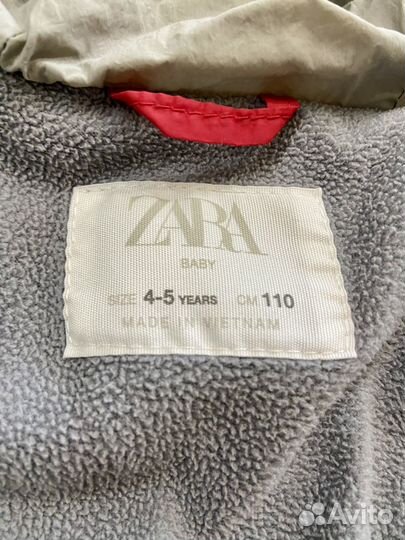 ZARA
BABY
SIZE 4-5 YEARS CM 110
MADE IN VIETNAM
Avito